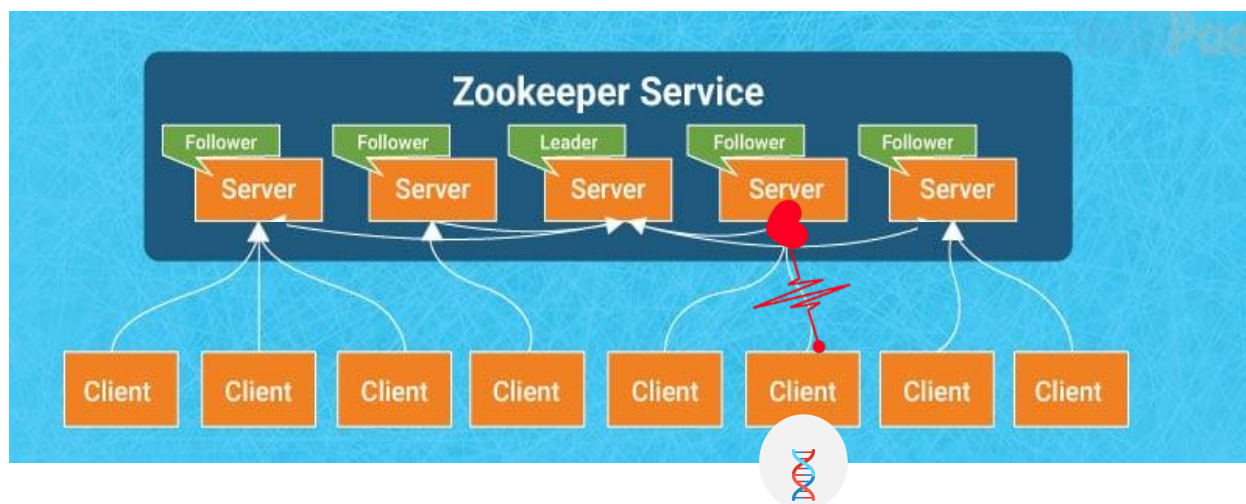 Zookeeper Service
Follower Follower Leader Follower Follower
Server Server Server Server Server
Client Client Client Client Client Client Client Client